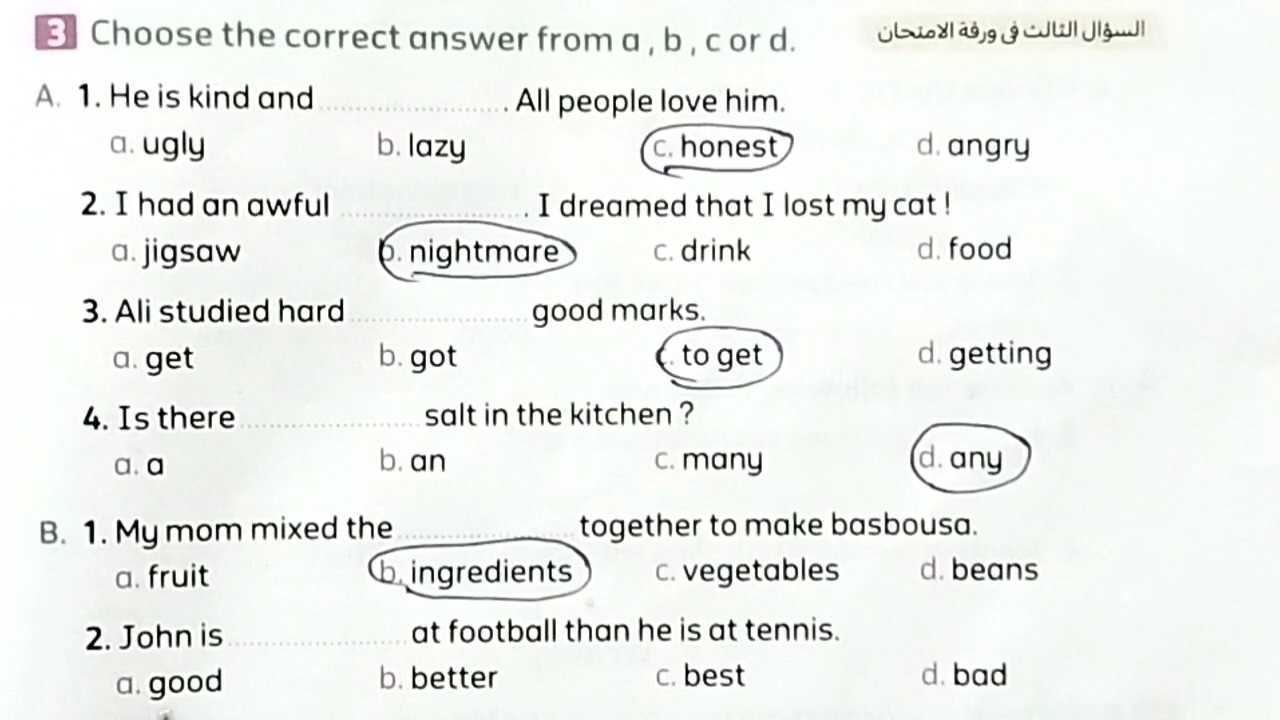 3 Choose the correct answer from a , b , c or d. السؤال الثالث فى ورقة الامتحان
A. 1. He is kind and .................... . All people love him.
a. ugly b. lazy c. honest d. angry
2. I had an awful .................... . I dreamed that I lost my cat !
a. jigsaw b. nightmare c. drink d. food
3. Ali studied hard .................... good marks.
a. get b. got c. to get d. getting
4. Is there .................... salt in the kitchen ?
a. a b. an c. many d. any
B. 1. My mom mixed the .................... together to make basbousa.
a. fruit b. ingredients c. vegetables d. beans
2. John is .................... at football than he is at tennis.
a. good b. better c. best d. bad